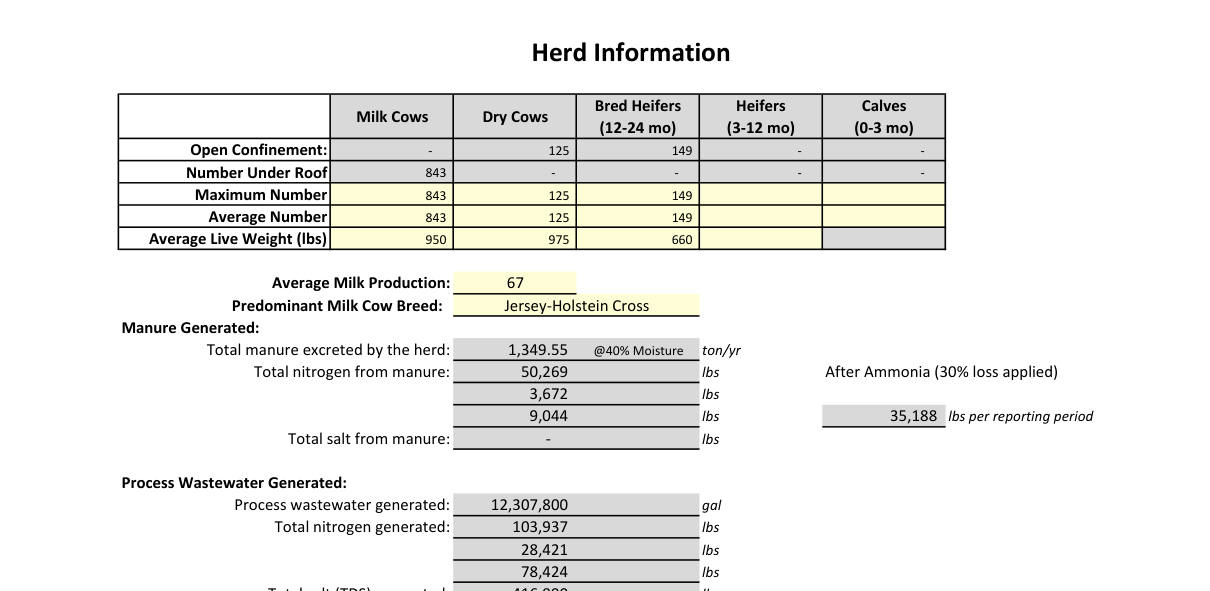 Herd Information
Milk Cows Dry Cows Bred Heifers (12-24 mo) Heifers (3-12 mo) Calves (0-3 mo)
Open Confinement: - 125 149 - -
Number Under Roof 843 - - - -
Maximum Number 843 125 149
Average Number 843 125 149
Average Live Weight (lbs) 950 975 660
Average Milk Production: 67
Predominant Milk Cow Breed: Jersey-Holstein Cross
Manure Generated:
Total manure excreted by the herd: 1,349.55 @40% Moisture ton/yr
Total nitrogen from manure: 50,269 lbs After Ammonia (30% loss applied)
3,672 lbs
9,044 lbs 35,188 lbs per reporting period
Total salt from manure: - lbs
Process Wastewater Generated:
Process wastewater generated: 12,307,800 gal
Total nitrogen generated: 103,937 lbs
28,421 lbs
78,424 lbs